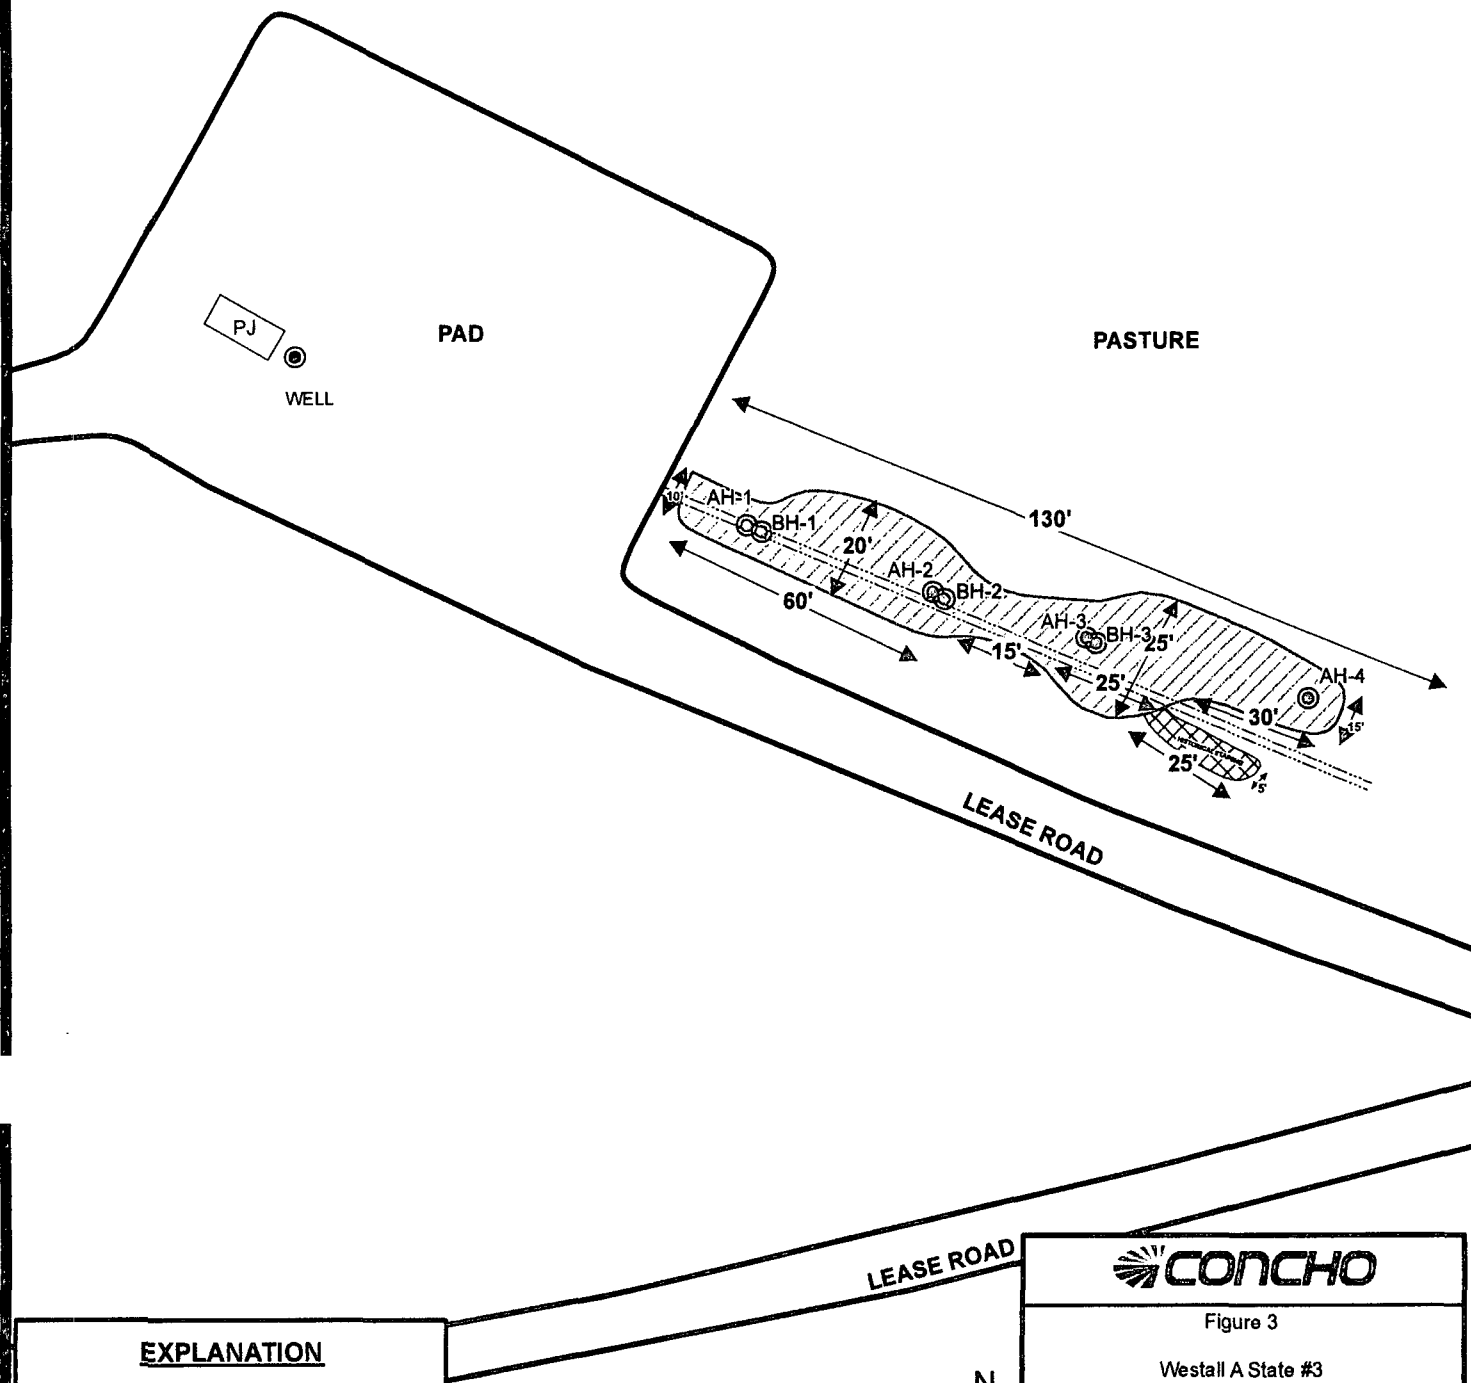 PJ
PAD
WELL
PASTURE
130'
10'
AH-1
BH-1
20'
60'
AH-2
BH-2
15'
AH-3
BH-3
25'
25'
AH-4
30'
15'
25'
5'
LEASE ROAD
LEASE ROAD
CONCHO
Figure 3
Westall A State #3
EXPLANATION
N